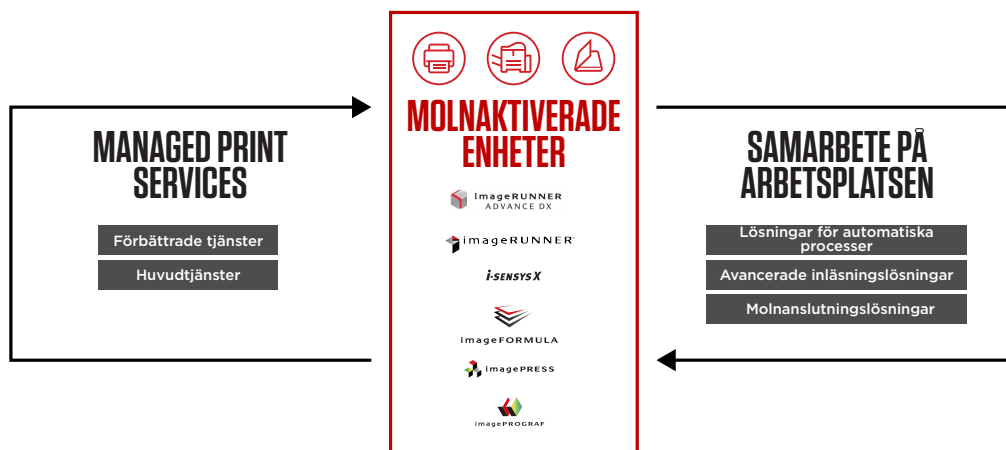 MANAGED PRINT
SERVICES
Förbättrade tjänster
Huvudtjänster
MOLNAKTIVERADE
ENHETER
imageRUNNER
ADVANCE DX
imageRUNNER
i-SENSYS X
imageFORMULA
imagePRESS
imagePROGRAF
SAMARBETE PÅ
ARBETSPLATSEN
Lösningar för automatiska
processer
Avancerade inläsningslösningar
Molnanslutningslösningar